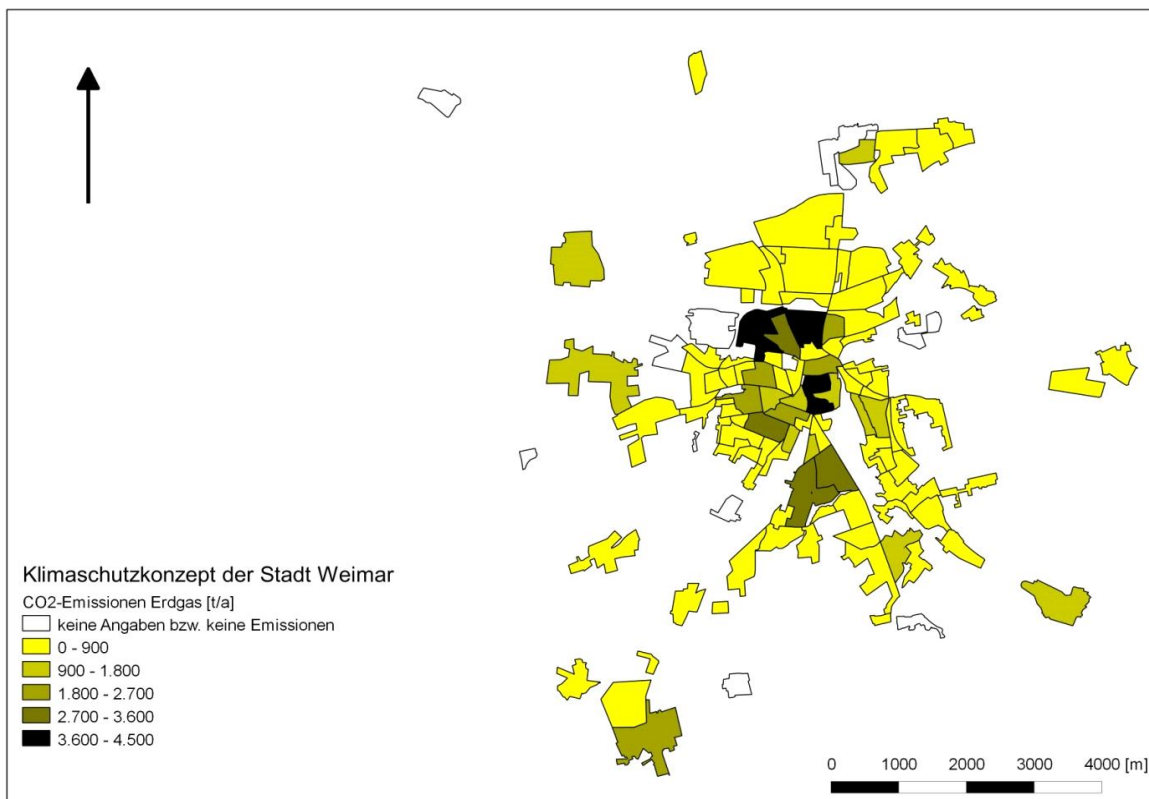 Klimaschutzkonzept der Stadt Weimar
CO2-Emissionen Erdgas [t/a]
keine Angaben bzw. keine Emissionen
0 - 900
900 - 1.800
1.800 - 2.700
2.700 - 3.600
3.600 - 4.500
0 1000 2000 3000 4000 [m]